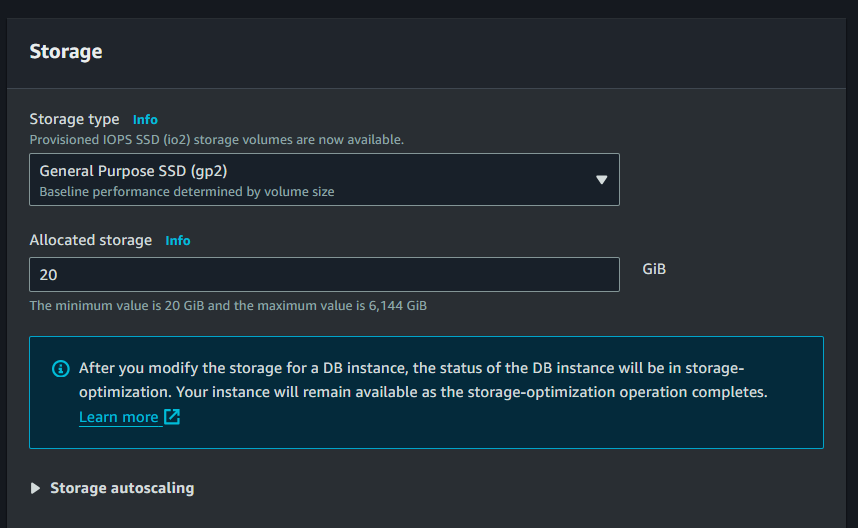 Storage
Storage type Info
Provisioned IOPS SSD (io2) storage volumes are now available.
General Purpose SSD (gp2)
Baseline performance determined by volume size
Allocated storage Info
20 GiB
The minimum value is 20 GiB and the maximum value is 6,144 GiB
After you modify the storage for a DB instance, the status of the DB instance will be in storage-
optimization. Your instance will remain available as the storage-optimization operation completes.
Learn more
Storage autoscaling